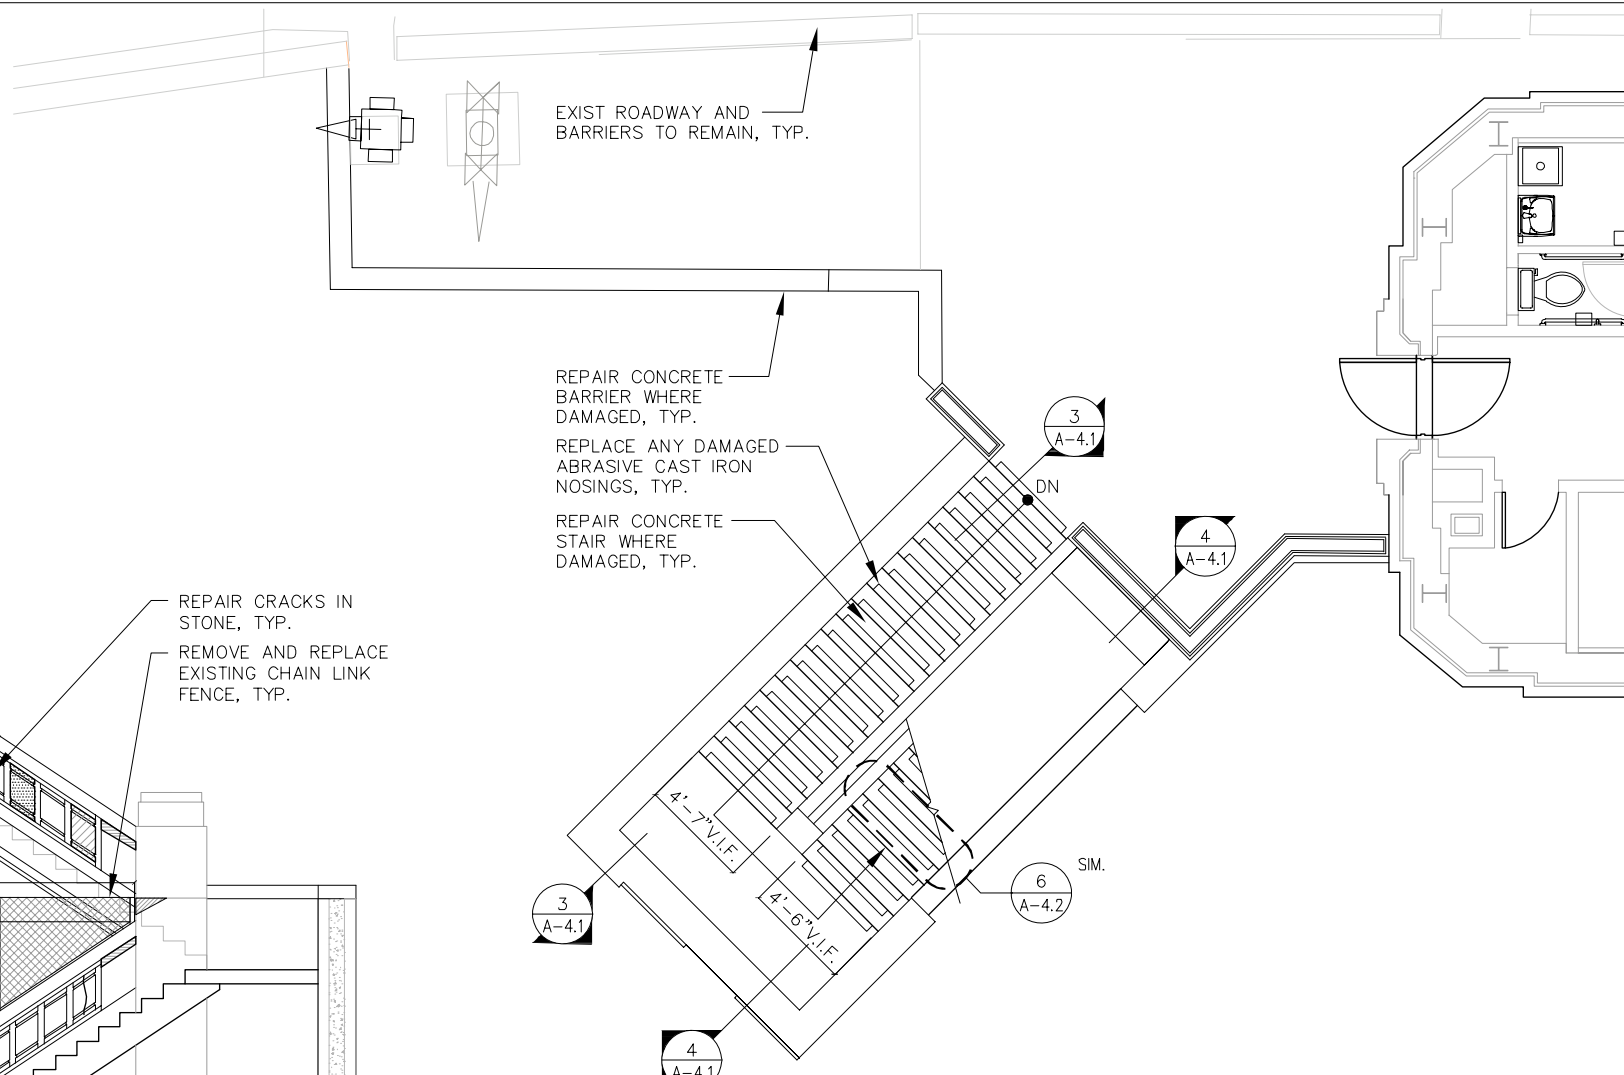 EXIST ROADWAY AND
BARRIERS TO REMAIN, TYP.
REPAIR CONCRETE
BARRIER WHERE
DAMAGED, TYP.
REPLACE ANY DAMAGED
ABRASIVE CAST IRON
NOSINGS, TYP.
REPAIR CONCRETE
STAIR WHERE
DAMAGED, TYP.
3
A-4.1
DN
4
A-4.1
REPAIR CRACKS IN
STONE, TYP.
REMOVE AND REPLACE
EXISTING CHAIN LINK
FENCE, TYP.
4'-7"V.I.F.
4'-6"V.I.F.
SIM.
6
A-4.2
3
A-4.1
4
A-4.1